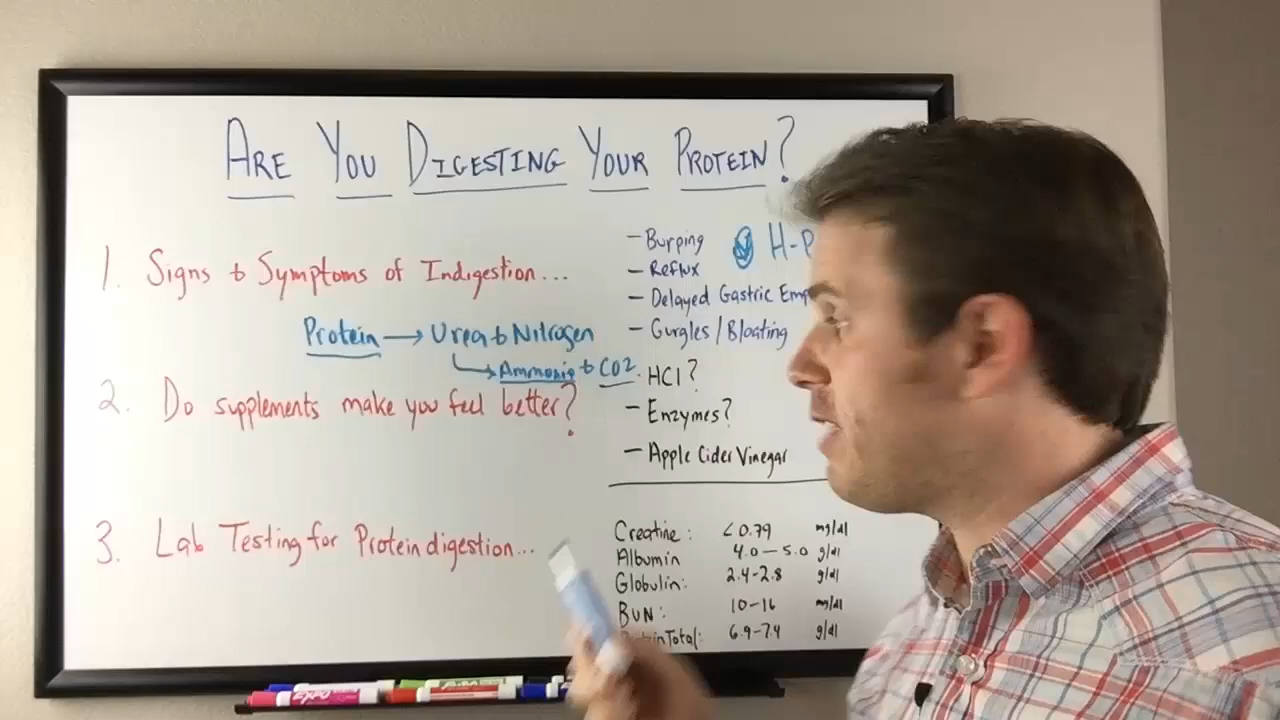 ARE YOU DIGESTING YOUR PROTEIN?
1. Signs & Symptoms of Indigestion...
- Burping
H-P
- Reflux
- Delayed Gastric Emp
- Gurgles/Bloating
Protein → Urea & Nitrogen
→ Ammonia & CO2
2. Do supplements make you feel better?
- HCl?
- Enzymes?
- Apple Cider Vinegar
3. Lab Testing for Protein digestion...
Creatine: <0.79 mg/dl
Albumin 4.0-5.0 g/dl
Globulin: 2.4-2.8 g/dl
BUN: 10-16 mg/dl
Total: 6.9-7.4 g/dl
EXPO